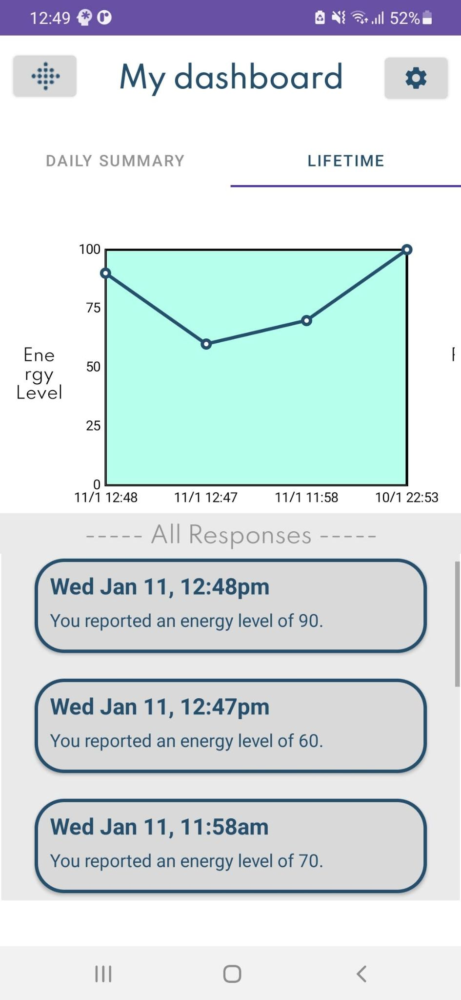 12:49
52%
My dashboard
DAILY SUMMARY
LIFETIME
100
75
50
25
0
Ene
rgy
Level
11/1 12:48
11/1 12:47
11/1 11:58
10/1 22:53
----- All Responses -----
Wed Jan 11, 12:48pm
You reported an energy level of 90.
Wed Jan 11, 12:47pm
You reported an energy level of 60.
Wed Jan 11, 11:58am
You reported an energy level of 70.